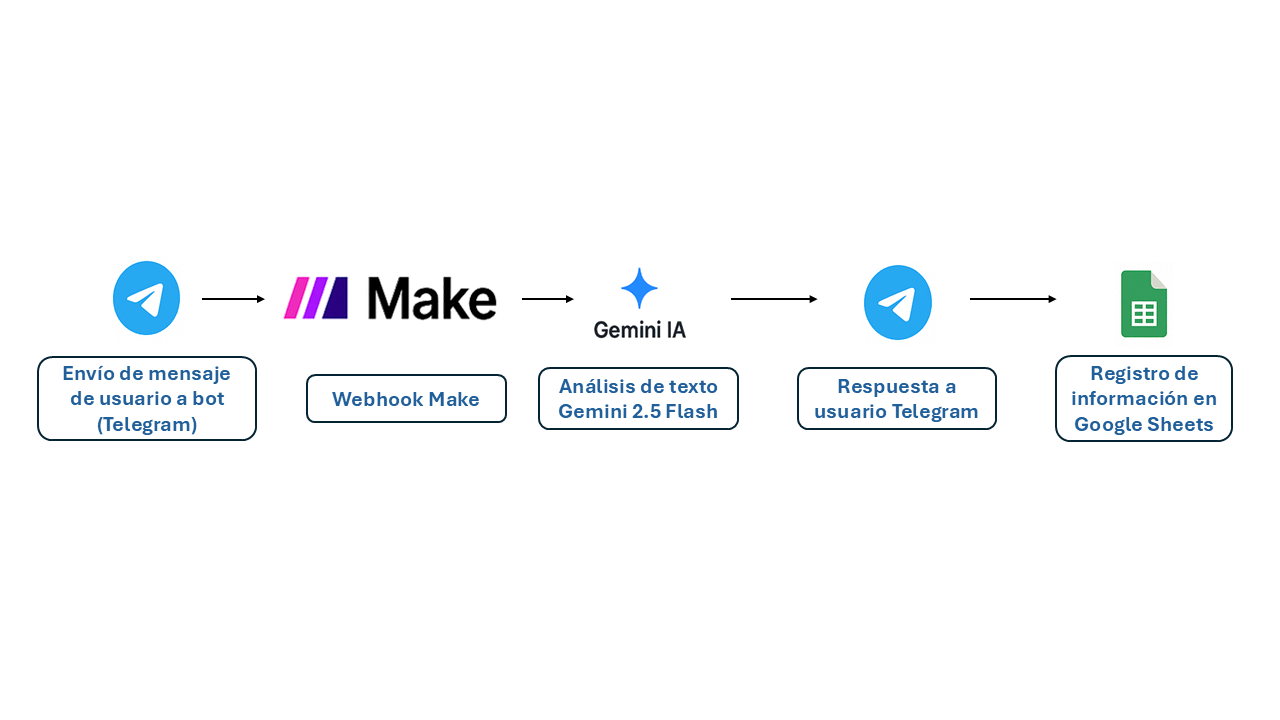 Make
Gemini IA
Envío de mensaje
de usuario a bot
(Telegram)
Webhook Make
Análisis de texto
Gemini 2.5 Flash
Respuesta a
usuario Telegram
Registro de
información en
Google Sheets